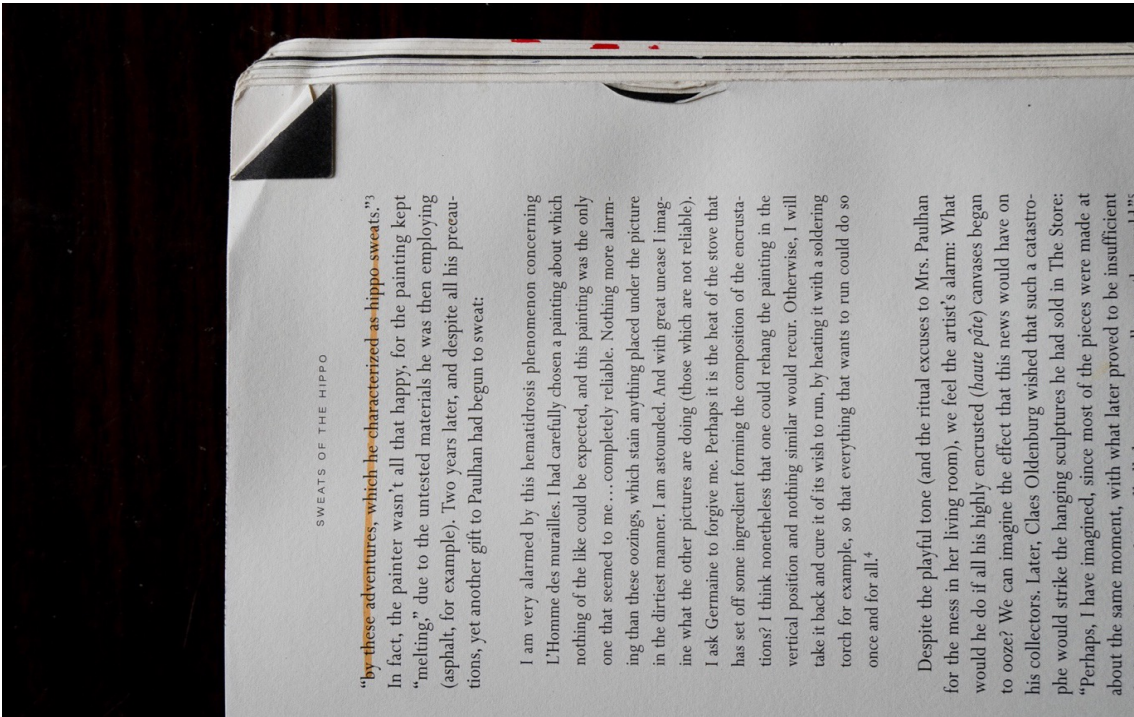 SWEATS OF THE HIPPO
“by these adventures, which he characterized as hippo sweats.”3
In fact, the painter wasn’t all that happy, for the painting kept
“melting,” due to the untested materials he was then employing
(asphalt, for example). Two years later, and despite all his precau-
tions, yet another gift to Paulhan had begun to sweat:
I am very alarmed by this hematidrosis phenomenon concerning
L’Homme des murailles. I had carefully chosen a painting about which
nothing of the like could be expected, and this painting was the only
one that seemed to me…completely reliable. Nothing more alarm-
ing than these oozings, which stain anything placed under the picture
in the dirtiest manner. I am astounded. And with great unease I imag-
ine what the other pictures are doing (those which are not reliable).
I ask Germaine to forgive me. Perhaps it is the heat of the stove that
has set off some ingredient forming the composition of the encrusta-
tions? I think nonetheless that one could rehang the painting in the
vertical position and nothing similar would recur. Otherwise, I will
take it back and cure it of its wish to run, by heating it with a soldering
torch for example, so that everything that wants to run could do so
once and for all.4
Despite the playful tone (and the ritual excuses to Mrs. Paulhan
for the mess in her living room), we feel the artist’s alarm: What
would he do if all his highly encrusted (haute pâte) canvases began
to ooze? We can imagine the effect that this news would have on
his collectors. Later, Claes Oldenburg wished that such a catastro-
phe would strike the hanging sculptures he had sold in The Store:
“Perhaps, I have imagined, since most of the pieces were made at
about the same moment, with what later proved to be insufficient